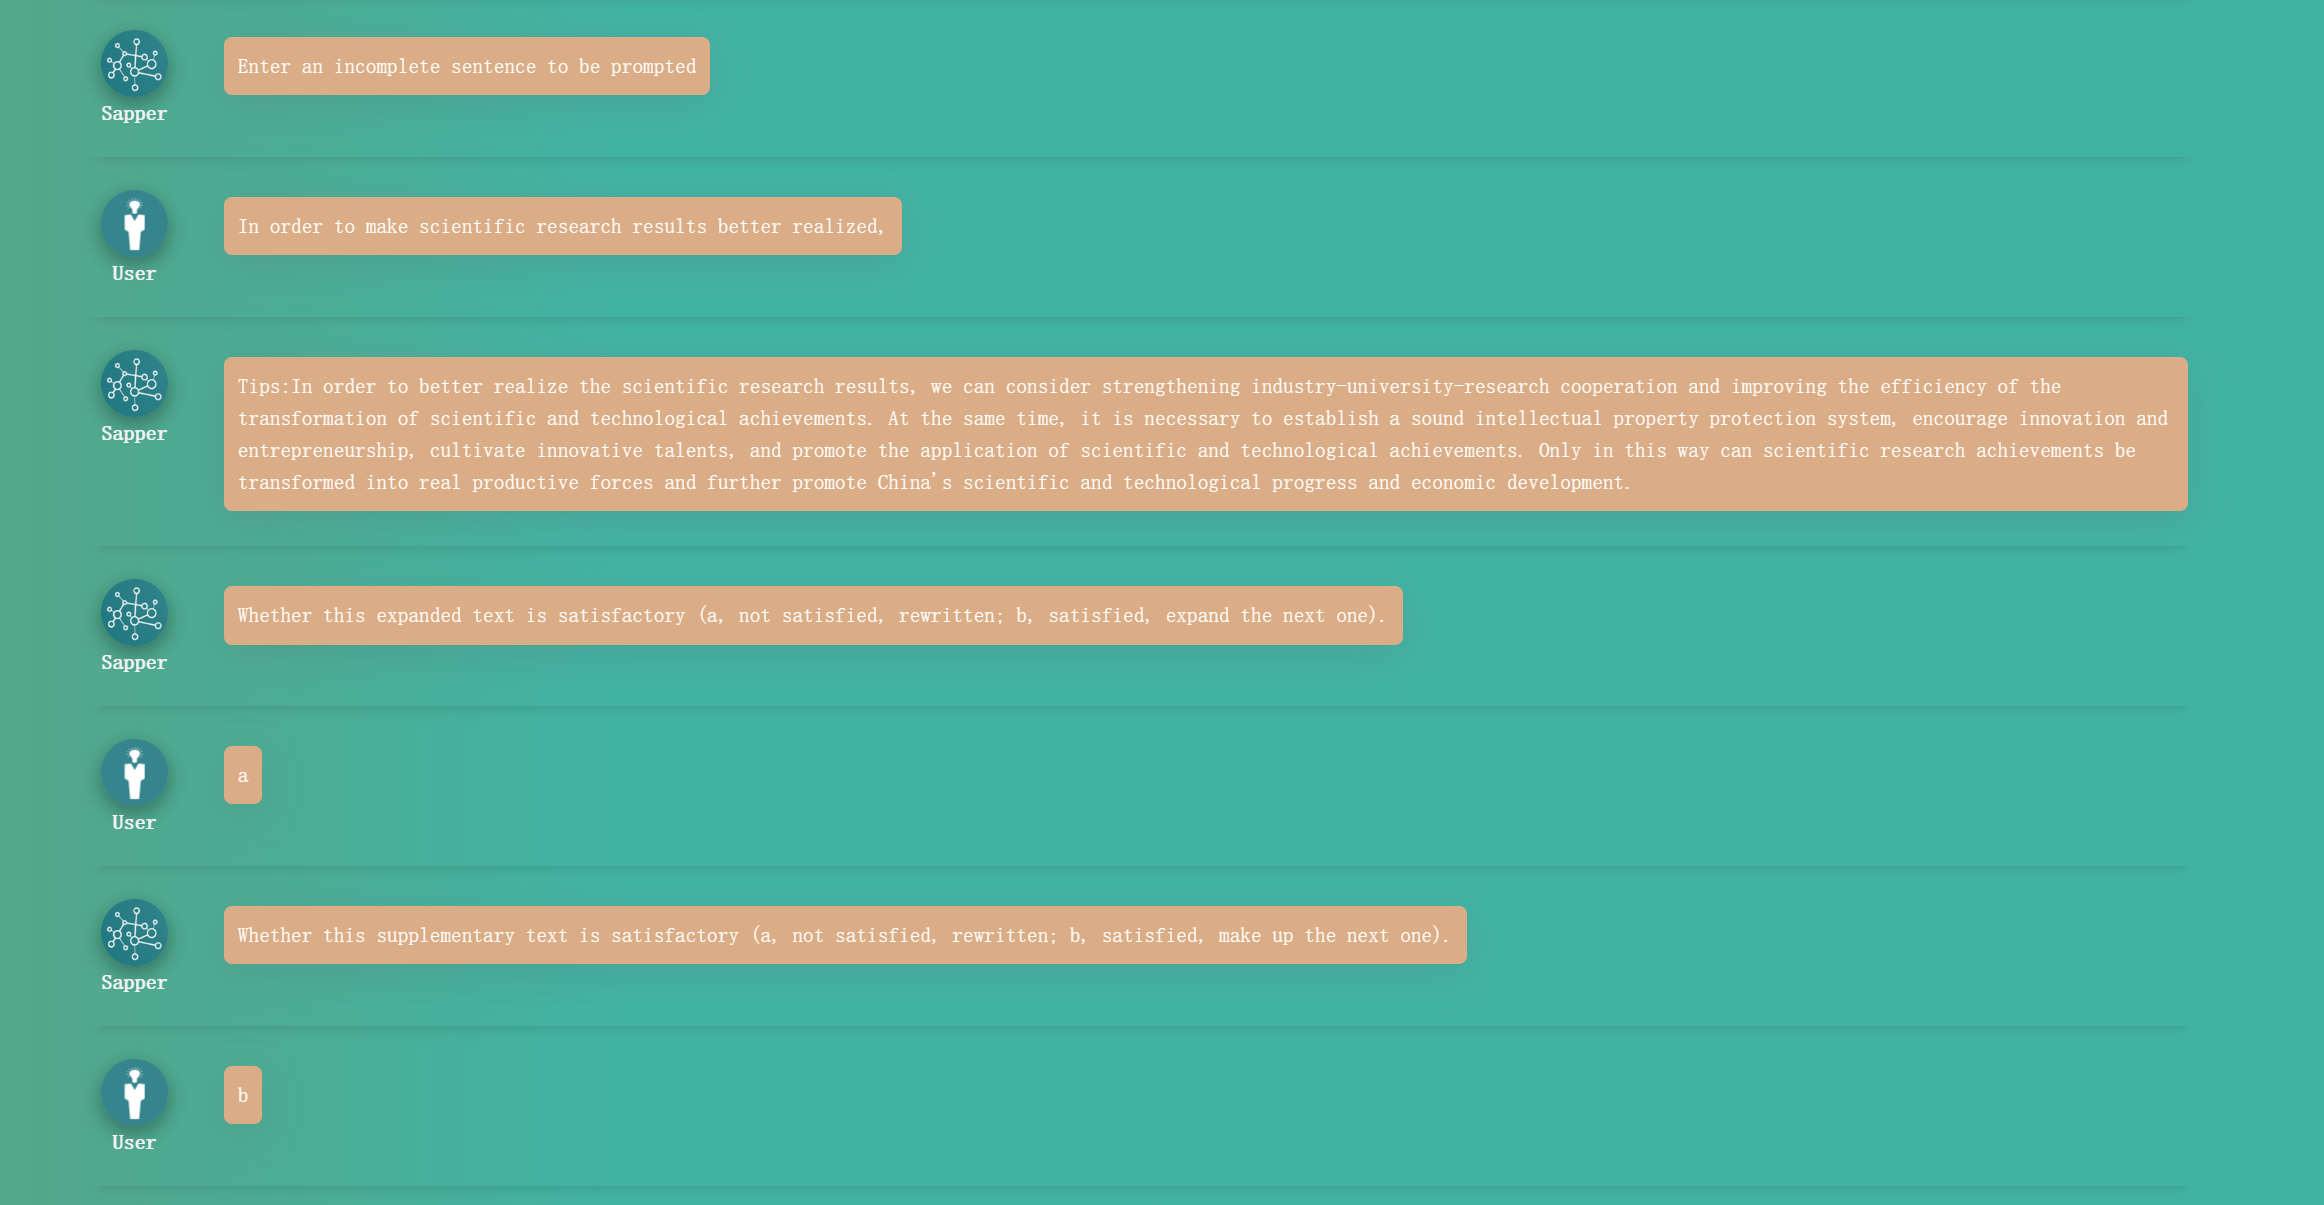 Enter an incomplete sentence to be prompted
Sapper
In order to make scientific research results better realized,
User
Tips:In order to better realize the scientific research results, we can consider strengthening industry-university-research cooperation and improving the efficiency of the
transformation of scientific and technological achievements. At the same time, it is necessary to establish a sound intellectual property protection system, encourage innovation and
entrepreneurship, cultivate innovative talents, and promote the application of scientific and technological achievements. Only in this way can scientific research achievements be
transformed into real productive forces and further promote China's scientific and technological progress and economic development.
Sapper
Whether this expanded text is satisfactory (a, not satisfied, rewritten; b, satisfied, expand the next one).
Sapper
a
User
Whether this supplementary text is satisfactory (a, not satisfied, rewritten; b, satisfied, make up the next one).
Sapper
b
User